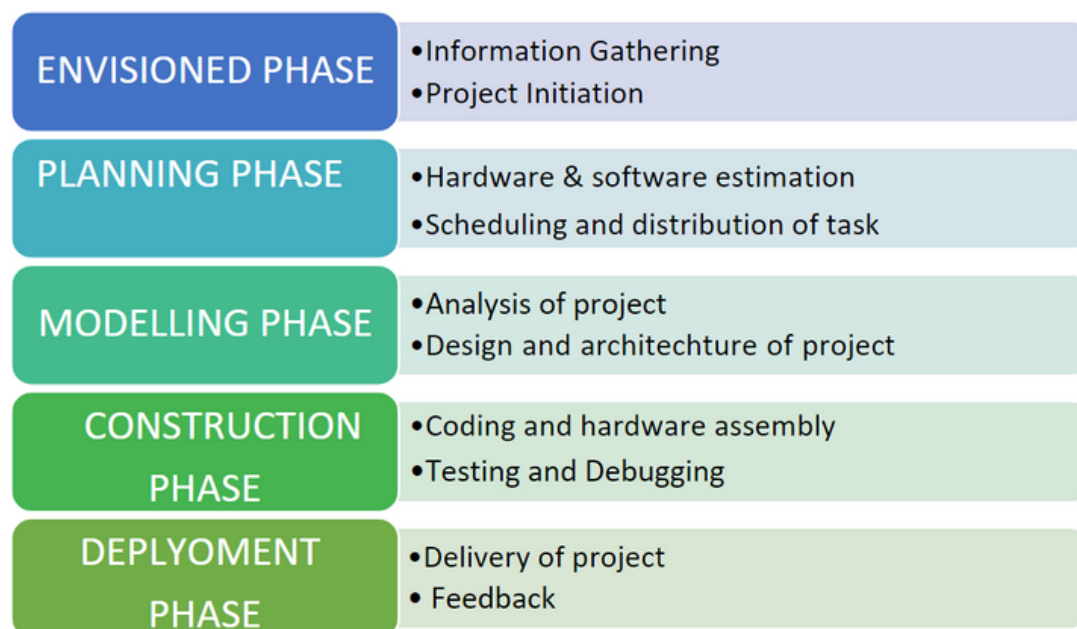 ENVISIONED PHASE
•Information Gathering
•Project Initiation
PLANNING PHASE
•Hardware & software estimation
•Scheduling and distribution of task
MODELLING PHASE
•Analysis of project
•Design and architechture of project
CONSTRUCTION
PHASE
•Coding and hardware assembly
•Testing and Debugging
DEPLYOMENT
PHASE
•Delivery of project
• Feedback